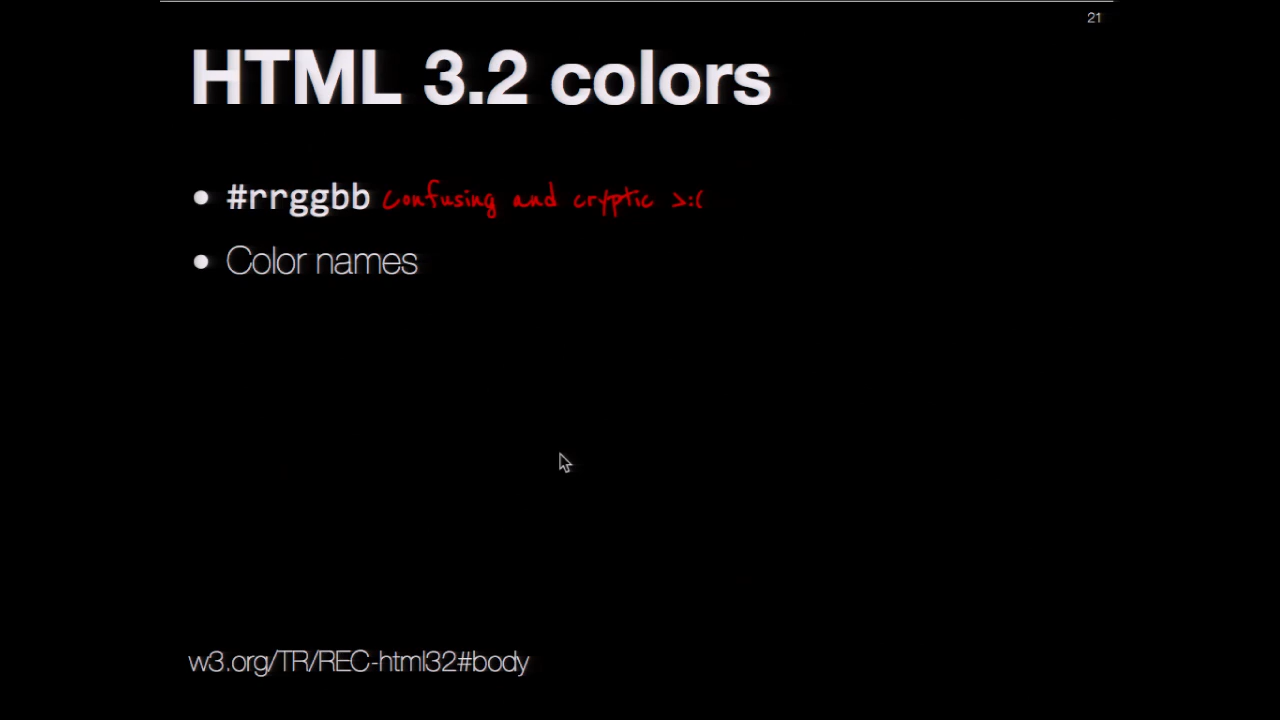 21
HTML 3.2 colors
• #rrggbb confusing and cryptic >:(
• Color names
w3.org/TR/REC-html32#body